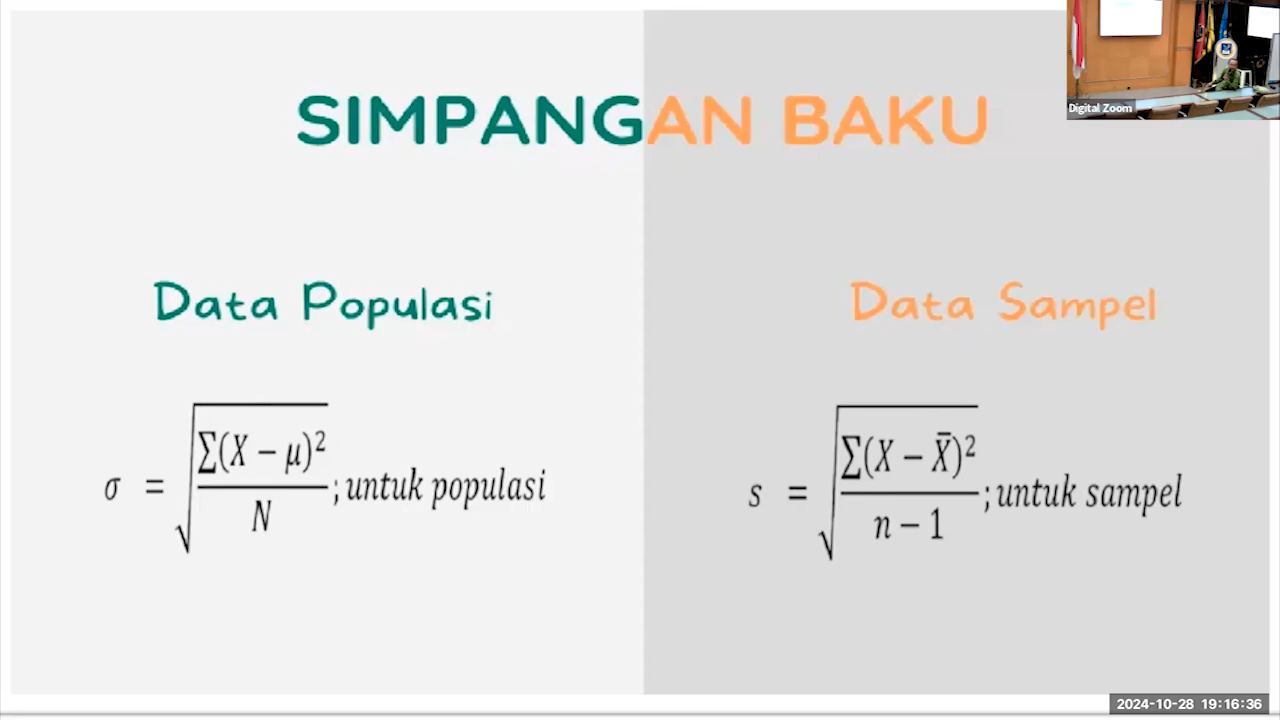 SIMPANGAN BAKU
Digital Zoom
Data Populasi
σ = √(∑(X − μ)² / N) ; untuk populasi
Data Sampel
s = √(∑(X − X̄)² / (n − 1)) ; untuk sampel
2024-10-28 19:16:36